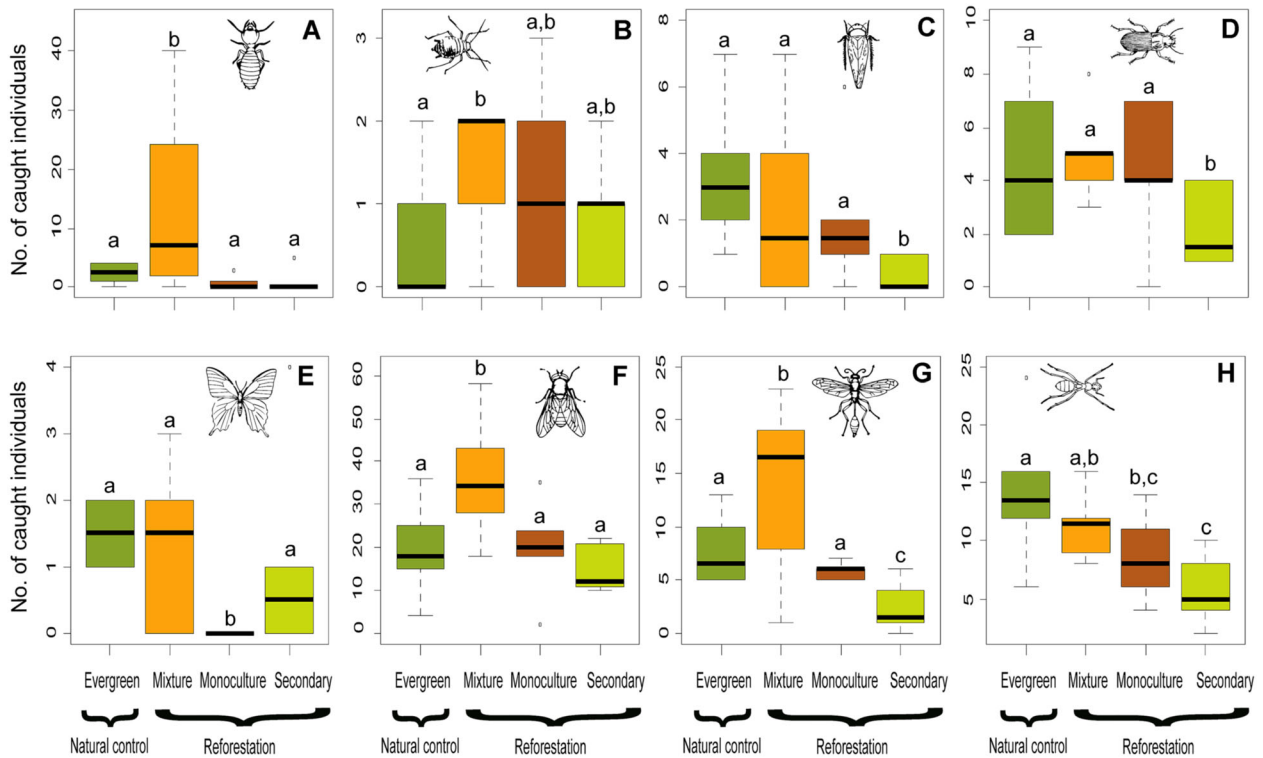 A
B
C
D
No. of caught individuals
40
30
20
10
0
b
a
a
a
3
2
1
0
a
b
a,b
a,b
8
6
4
2
0
a
a
a
b
10
8
6
4
2
0
a
a
a
b
E
F
G
H
No. of caught individuals
4
3
2
1
0
a
a
b
a
60
50
40
30
20
10
0
a
b
a
a
25
20
15
10
5
0
a
b
a
c
25
20
15
10
5
a
a,b
b,c
c
Evergreen Mixture Monoculture Secondary
Evergreen Mixture Monoculture Secondary
Evergreen Mixture Monoculture Secondary
Evergreen Mixture Monoculture Secondary
Natural control Reforestation
Natural control Reforestation
Natural control Reforestation
Natural control Reforestation